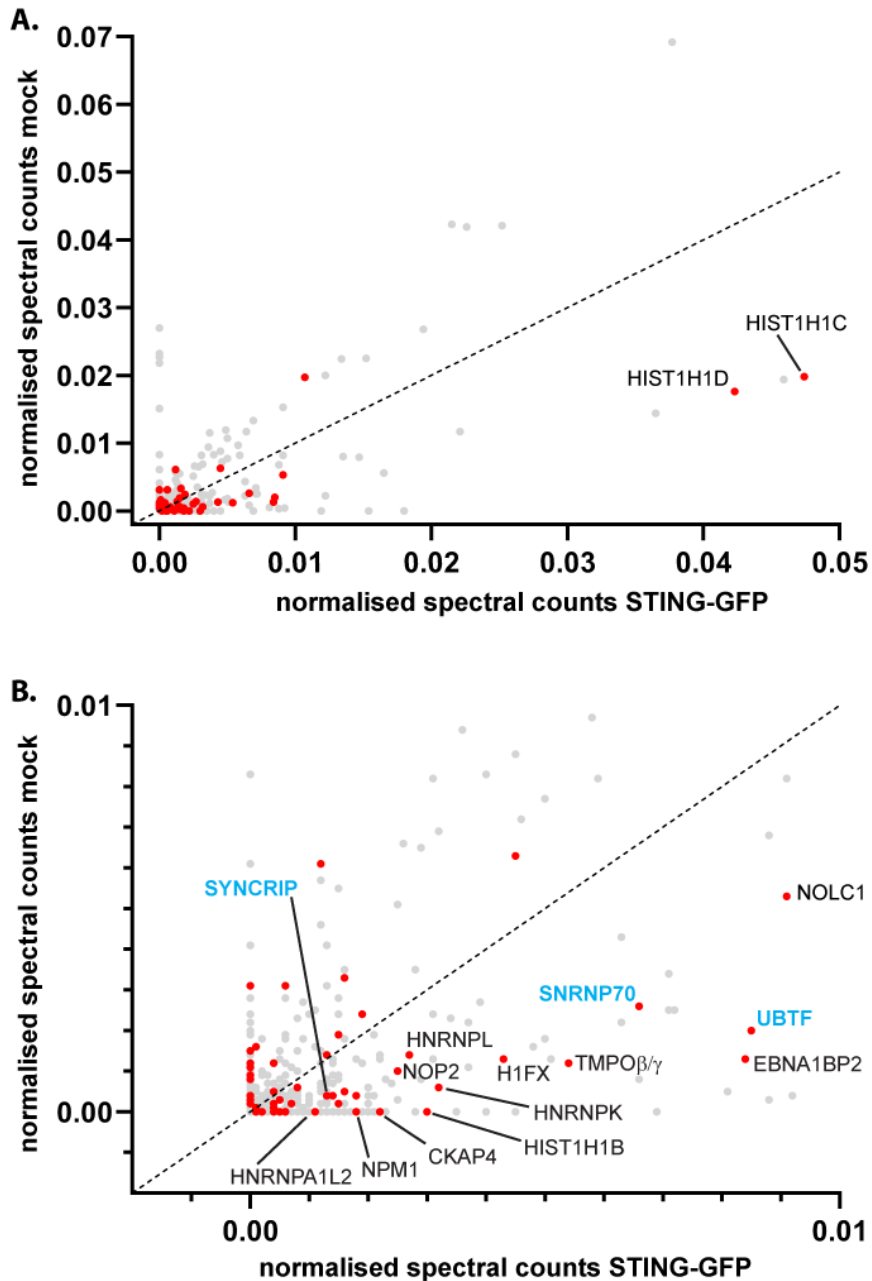 A.
normalised spectral counts mock
0.07
0.06
0.05
0.04
0.03
0.02
0.01
0.00
HIST1H1C
HIST1H1D
0.00 0.01 0.02 0.03 0.04 0.05
normalised spectral counts STING-GFP
B.
normalised spectral counts mock
0.01
SYNCRIP
NOLC1
SNRNP70
UBTF
HNRNPL
NOP2
H1FX
TMPOβ/γ
EBNA1BP2
0.00
HNRNPK
HIST1H1B
CKAP4
NPM1
HNRNPA1L2
0.00 0.01
normalised spectral counts STING-GFP